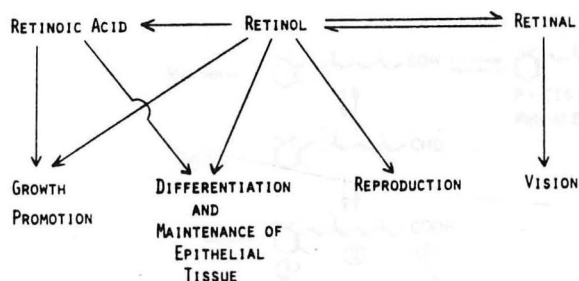 RETINOIC ACID
RETINOL
RETINAL
GROWTH
PROMOTION
DIFFERENTIATION
AND
MAINTENANCE OF
EPITHELIAL
TISSUE
REPRODUCTION
VISION